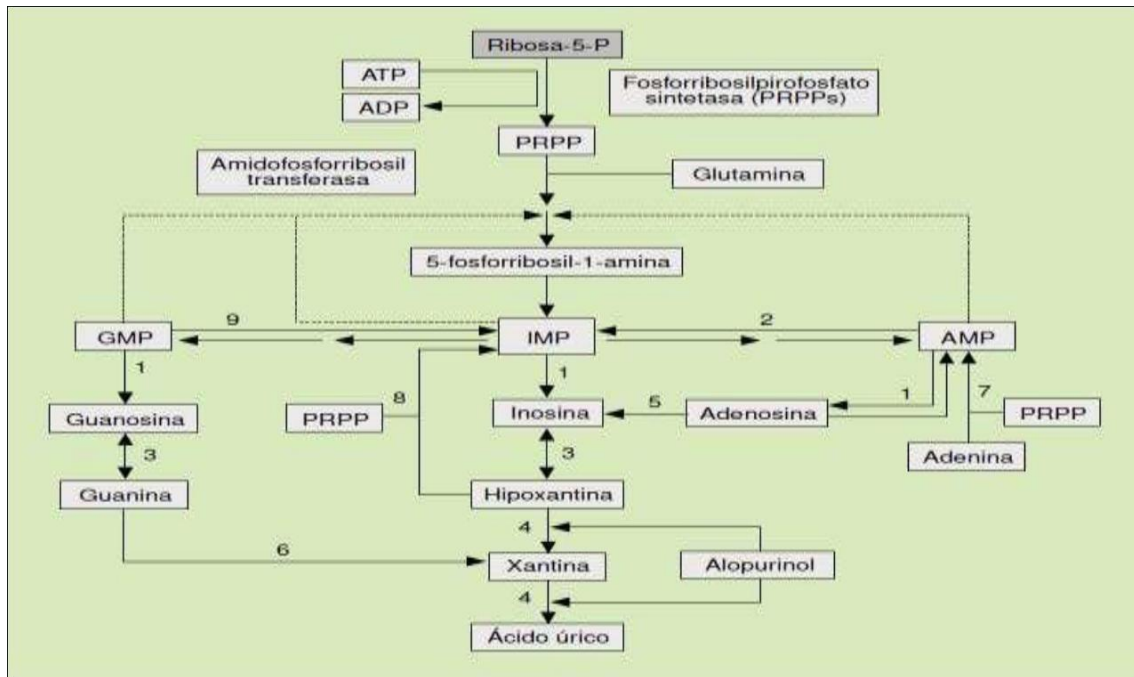 Ribosa-5-P
ATP
ADP
Fosforribosilpirofosfato
sintetasa (PRPPs)
PRPP
Amidofosforribosil
transferasa
Glutamina
5-fosforribosil-1-amina
GMP
9
IMP
2
AMP
1
1
8
1
7
Guanosina
PRPP
Inosina
5
Adenosina
PRPP
3
3
Adenina
Guanina
Hipoxantina
4
6
Xantina
Alopurinol
4
Ácido úrico